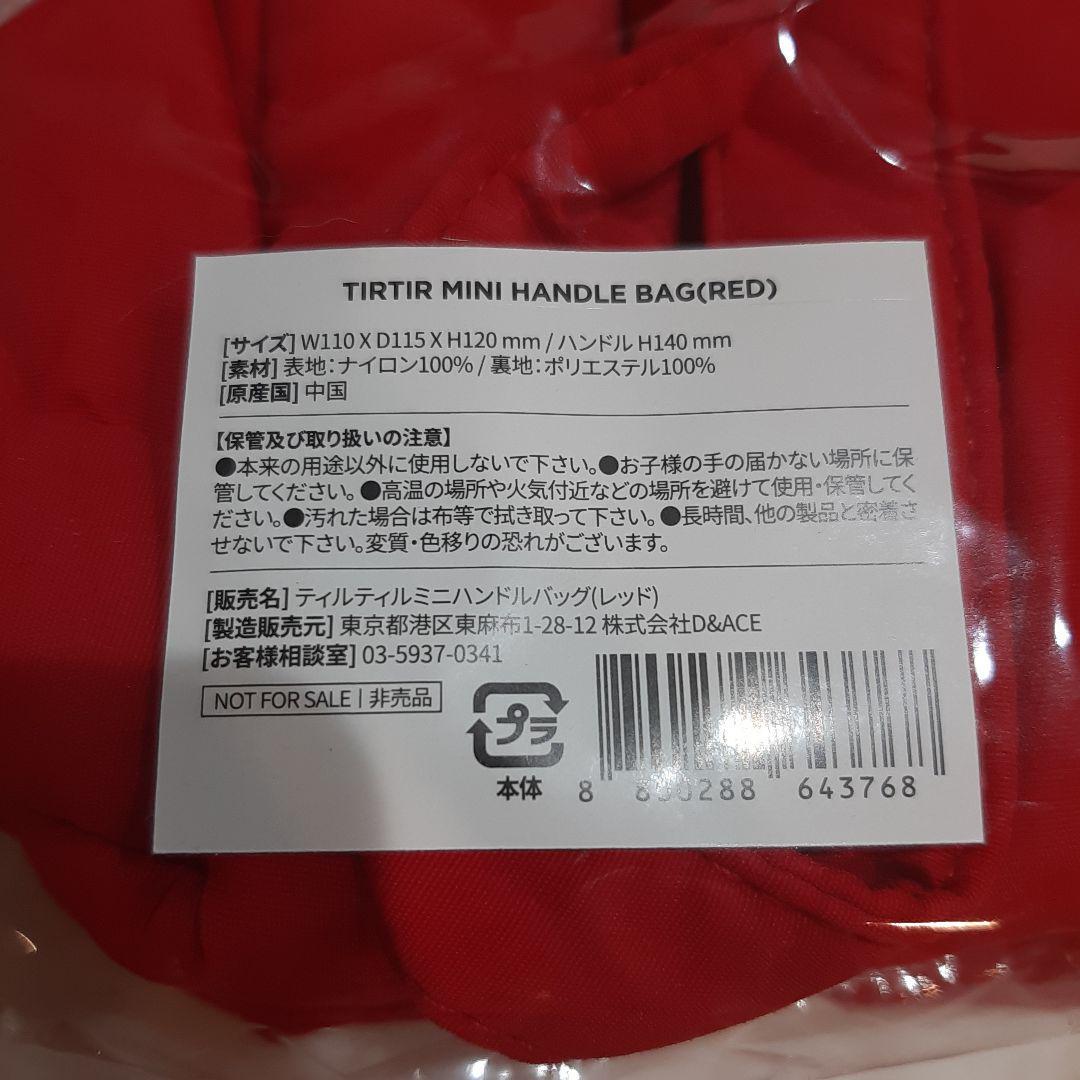 TIRTIR MINI HANDLE BAG(RED)
[サイズ] W110 X D115 X H120 mm / ハンドル H140 mm
[素材] 表地：ナイロン100% / 裏地：ポリエステル100%
[原産国] 中国
【保管及び取り扱いの注意】
●本来の用途以外に使用しないで下さい。●お子様の手の届かない場所に保
管してください。●高温の場所や火気付近などの場所を避けて使用・保管してく
ださい。●汚れた場合は布等で拭き取って下さい。●長時間、他の製品と密着さ
せないで下さい。変質・色移りの恐れがございます。
[販売名] ティルティルミニハンドルバッグ(レッド)
[製造販売元] 東京都港区東麻布1-28-12 株式会社D&ACE
[お客様相談室] 03-5937-0341
NOT FOR SALE | 非売品
プラ
本体
8 643768